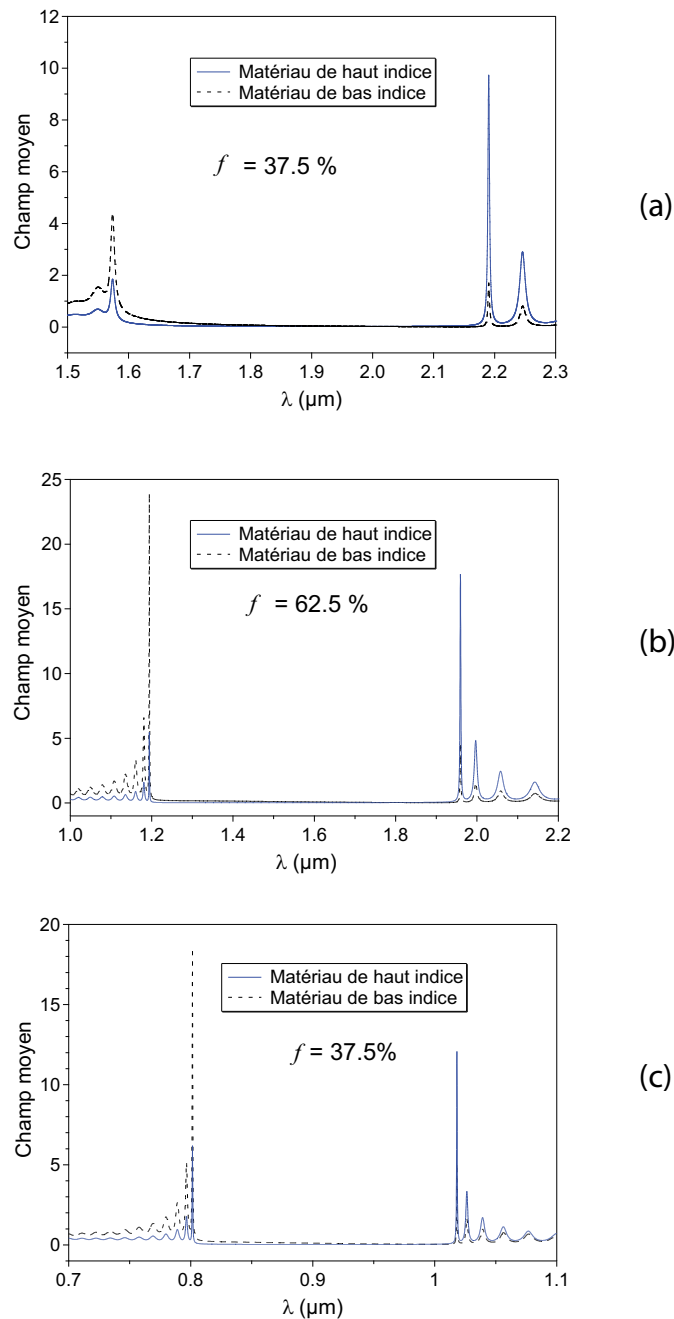 12
10
8
6
4
2
0
Champ moyen
Matériau de haut indice
Matériau de bas indice
f = 37.5 %
1.5 1.6 1.7 1.8 1.9 2.0 2.1 2.2 2.3
λ (µm)
(a)
25
20
15
10
5
0
Champ moyen
Matériau de haut indice
Matériau de bas indice
f = 62.5 %
1.0 1.2 1.4 1.6 1.8 2.0 2.2
λ (µm)
(b)
20
15
10
5
0
Champ moyen
Matériau de haut indice
Matériau de bas indice
f = 37.5%
0.7 0.8 0.9 1 1.1
λ (µm)
(c)